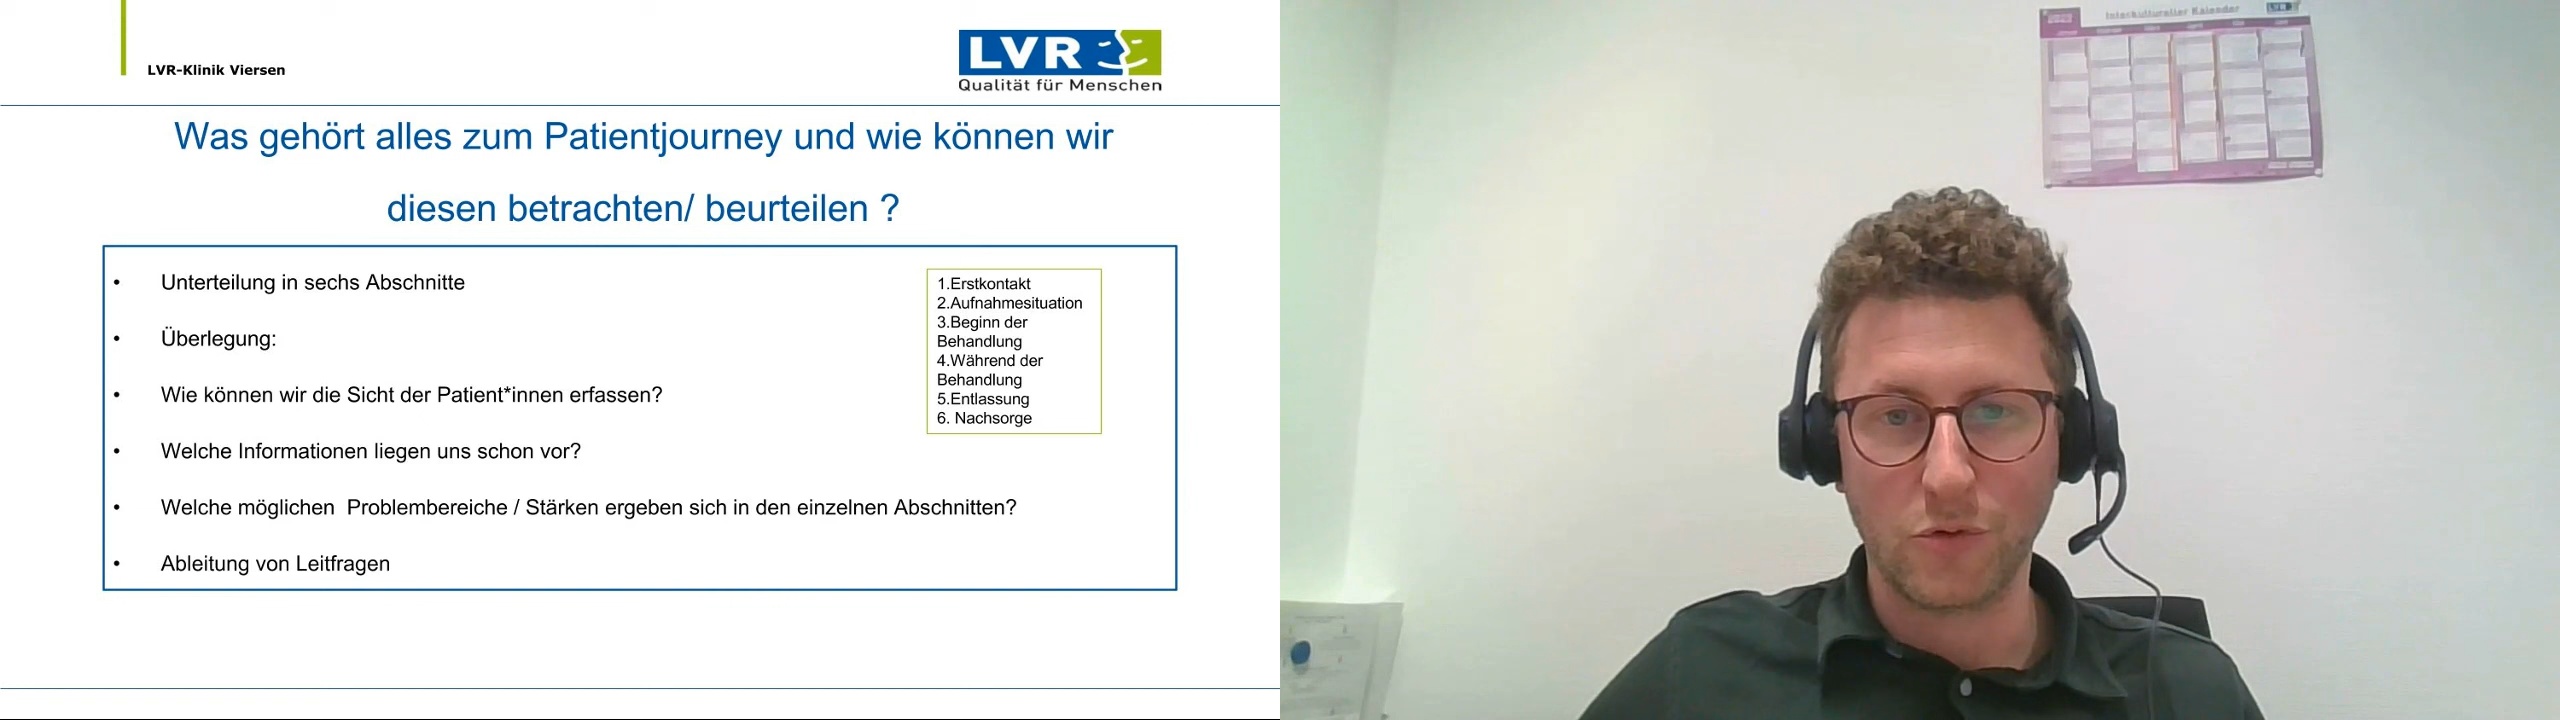 LVR-Klinik Viersen
LVR
Qualität für Menschen
Was gehört alles zum Patientjourney und wie können wir
diesen betrachten/ beurteilen ?
• Unterteilung in sechs Abschnitte
• Überlegung:
• Wie können wir die Sicht der Patient*innen erfassen?
• Welche Informationen liegen uns schon vor?
• Welche möglichen  Problembereiche / Stärken ergeben sich in den einzelnen Abschnitten?
• Ableitung von Leitfragen
1.Erstkontakt
2.Aufnahmesituation
3.Beginn der
Behandlung
4.Während der
Behandlung
5.Entlassung
6. Nachsorge
Interkultureller Kalender
LVR